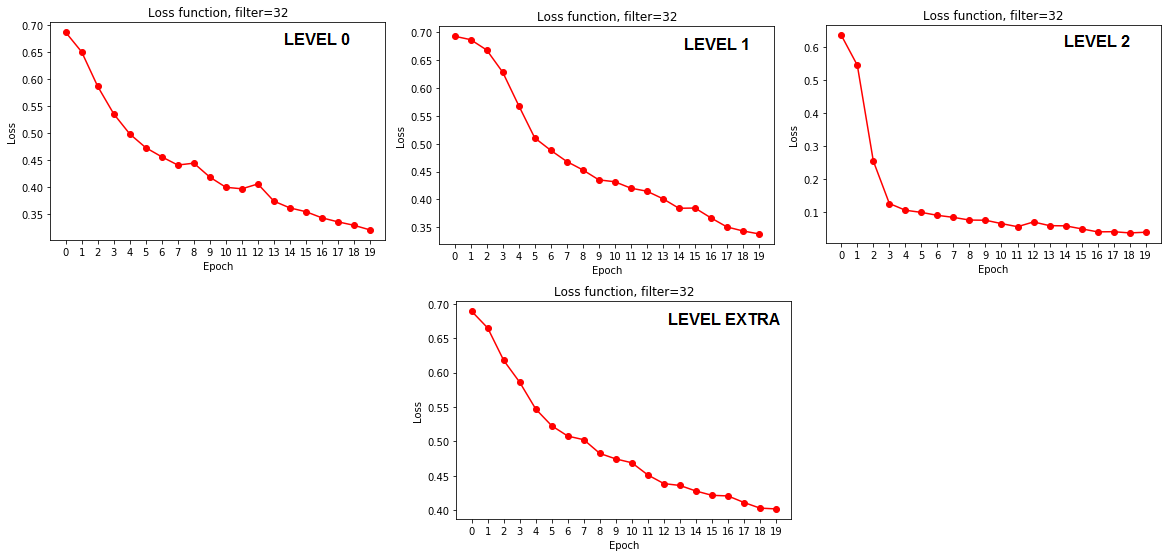 Loss function, filter=32
LEVEL 0
0.70
0.65
0.60
0.55
0.50
0.45
0.40
0.35
Loss
0 1 2 3 4 5 6 7 8 9 10 11 12 13 14 15 16 17 18 19
Epoch
Loss function, filter=32
LEVEL 1
0.70
0.65
0.60
0.55
0.50
0.45
0.40
0.35
Loss
0 1 2 3 4 5 6 7 8 9 10 11 12 13 14 15 16 17 18 19
Epoch
Loss function, filter=32
LEVEL 2
0.6
0.5
0.4
0.3
0.2
0.1
Loss
0 1 2 3 4 5 6 7 8 9 10 11 12 13 14 15 16 17 18 19
Epoch
Loss function, filter=32
LEVEL EXTRA
0.70
0.65
0.60
0.55
0.50
0.45
0.40
Loss
0 1 2 3 4 5 6 7 8 9 10 11 12 13 14 15 16 17 18 19
Epoch